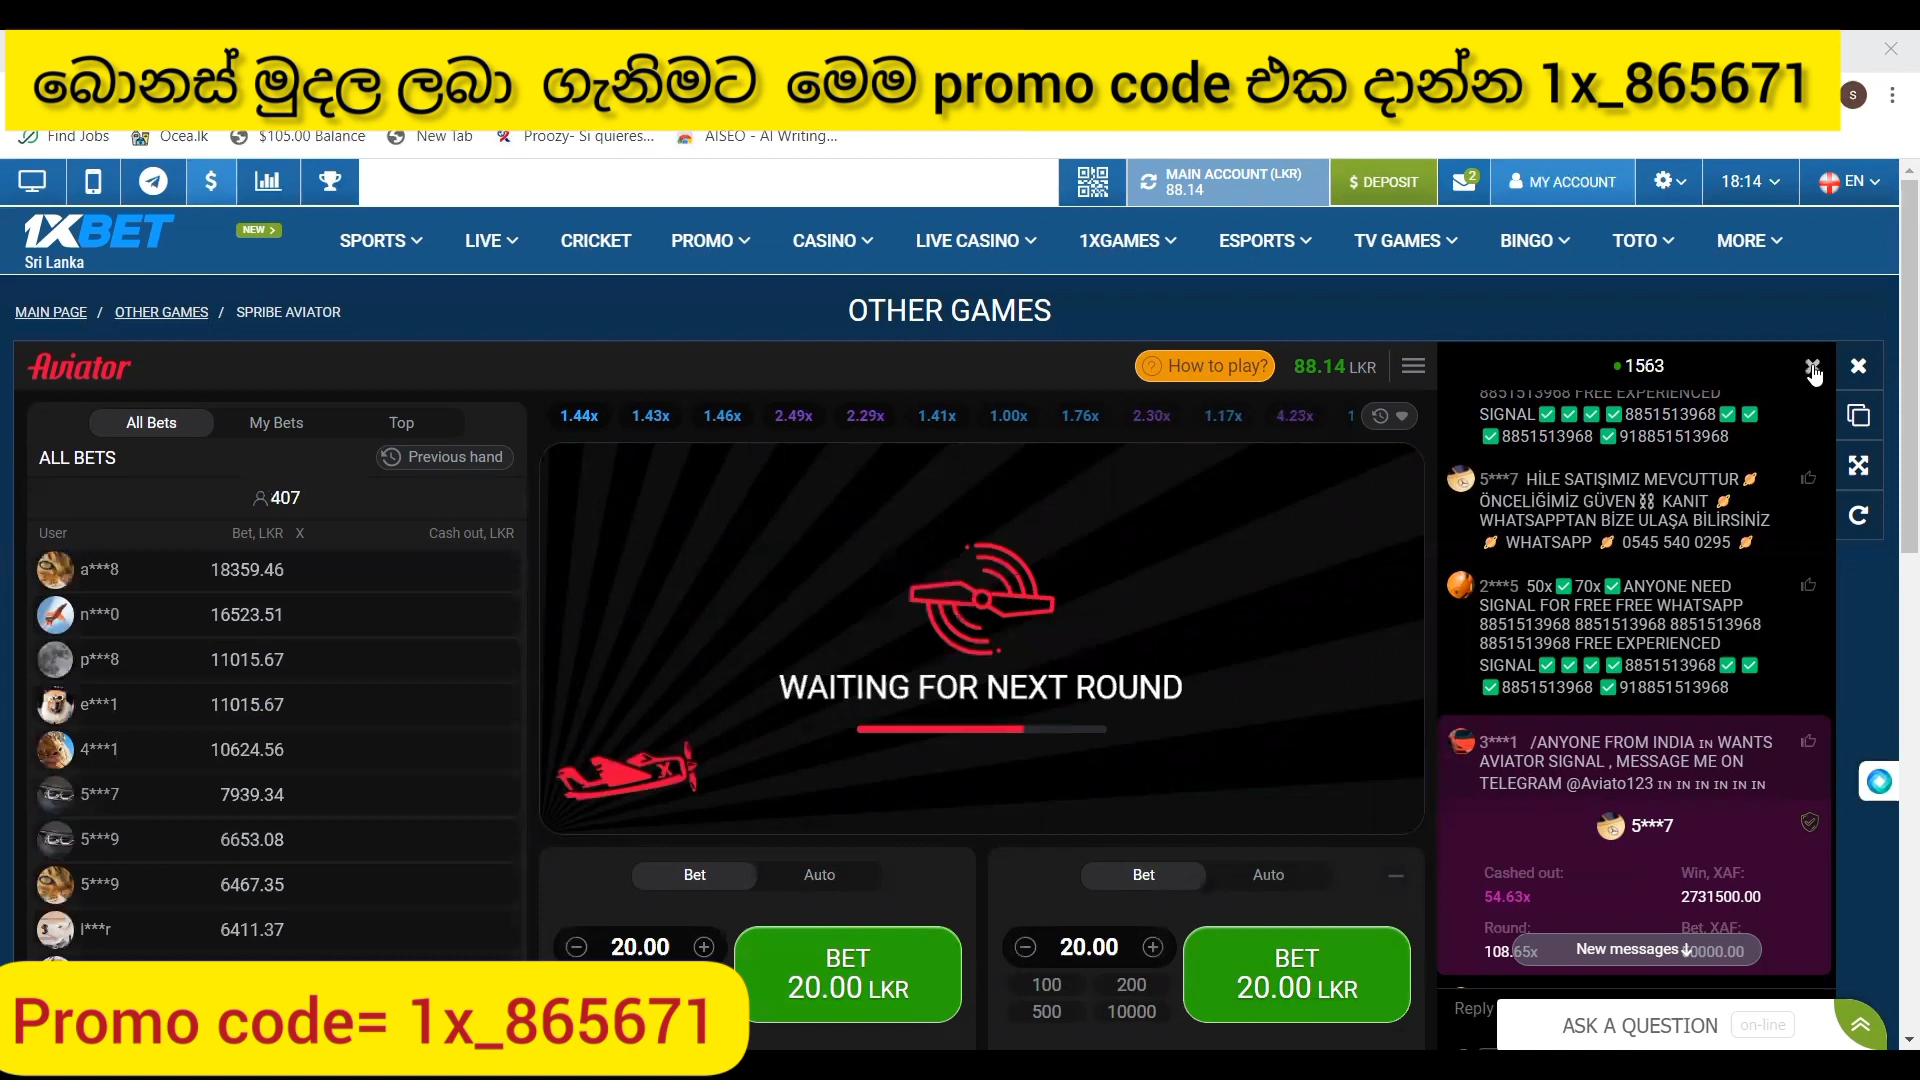 බොනස් මුදල ලබා ගැනිමට මෙම promo code එක දාන්න 1x_865671
S
Find Jobs Ocea.lk $105.00 Balance New Tab Proozy- Si quieres... AISEO - AI Writing...
MAIN ACCOUNT (LKR)
88.14
$ DEPOSIT
2
MY ACCOUNT
18:14
EN
1XBET
Sri Lanka
NEW >
SPORTS LIVE CRICKET PROMO CASINO LIVE CASINO 1XGAMES ESPORTS TV GAMES BINGO TOTO MORE
MAIN PAGE / OTHER GAMES / SPRIBE AVIATOR
OTHER GAMES
Aviator
? How to play?
88.14 LKR
All Bets My Bets Top
ALL BETS
Previous hand
407
User Bet, LKR X Cash out, LKR
a***8 18359.46
n***0 16523.51
p***8 11015.67
e***1 11015.67
4***1 10624.56
5***7 7939.34
5***9 6653.08
5***9 6467.35
l***r 6411.37
1.44x 1.43x 1.46x 2.49x 2.29x 1.41x 1.00x 1.76x 2.30x 1.17x 4.23x 1
WAITING FOR NEXT ROUND
X
Bet Auto
20.00
BET
20.00 LKR
Bet Auto
20.00
100 200
500 10000
BET
20.00 LKR
1563
8851513968 FREE EXPERIENCED
SIGNAL✅✅✅✅8851513968✅✅
✅8851513968 ✅918851513968
5***7 HİLE SATIŞIMIZ MEVCUTTUR🪐
ÖNCELİĞİMİZ GÜVEN⛓ KANIT 🪐
WHATSAPPTAN BİZE ULAŞA BİLİRSİNİZ
🪐 WHATSAPP 🪐 0545 540 0295 🪐
2***5 50x✅70x✅ANYONE NEED
SIGNAL FOR FREE FREE WHATSAPP
8851513968 8851513968 8851513968
8851513968 FREE EXPERIENCED
SIGNAL✅✅✅✅8851513968✅✅
✅8851513968 ✅918851513968
3***1 /ANYONE FROM INDIA IN WANTS
AVIATOR SIGNAL , MESSAGE ME ON
TELEGRAM @Aviato123 IN IN IN IN IN IN
5***7
Cashed out: Win, XAF:
54.63x 2731500.00
Round: Bet, XAF:
108.65x
New messages
Reply
ASK A QUESTION on-line
Promo code= 1x_865671